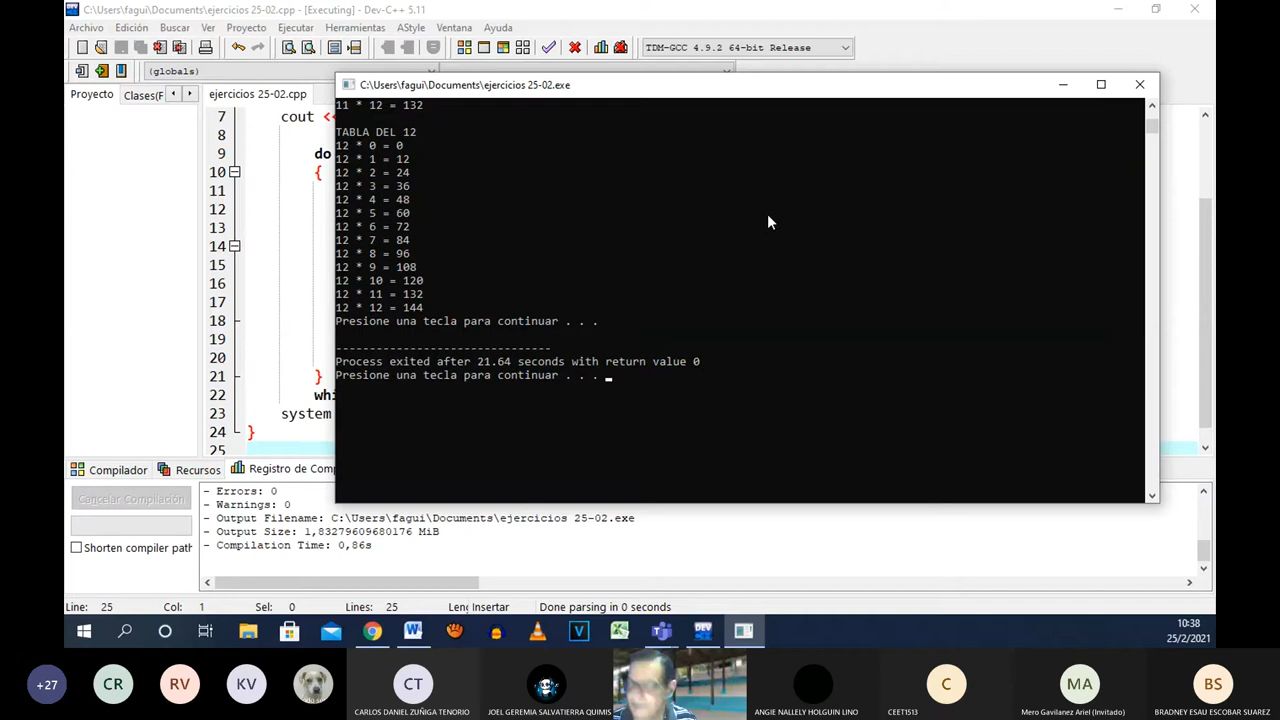 C:\Users\fagui\Documents\ejercicios 25-02.cpp - [Executing] - Dev-C++ 5.11
Archivo Edición Buscar Ver Proyecto Ejecutar Herramientas AStyle Ventana Ayuda
TDM-GCC 4.9.2 64-bit Release
(globals)
Proyecto Clases(F ejercicios 25-02.cpp
C:\Users\fagui\Documents\ejercicios 25-02.exe
7 cout <<
8
9 do
10 {
11
12
13
14
15
16
17
18
19
20
21 }
22 whi
23 system
24 }
25
11 * 12 = 132
TABLA DEL 12
12 * 0 = 0
12 * 1 = 12
12 * 2 = 24
12 * 3 = 36
12 * 4 = 48
12 * 5 = 60
12 * 6 = 72
12 * 7 = 84
12 * 8 = 96
12 * 9 = 108
12 * 10 = 120
12 * 11 = 132
12 * 12 = 144
Presione una tecla para continuar . . .
--------------------------------
Process exited after 21.64 seconds with return value 0
Presione una tecla para continuar . . .
Compilador Recursos Registro de Comp
Cancelar Compilación
Shorten compiler path
- Errors: 0
- Warnings: 0
- Output Filename: C:\Users\fagui\Documents\ejercicios 25-02.exe
- Output Size: 1,83279609680176 MiB
- Compilation Time: 0,86s
Line: 25 Col: 1 Sel: 0 Lines: 25 Leng Insertar Done parsing in 0 seconds
10:38
25/2/2021
+27 CR RV KV CT C MA BS
CARLOS DANIEL ZUÑIGA TENORIO JOEL GEREMIA SALVATIERRA QUIMIS ANGIE NALLELY HOLGUIN LINO CEET1513 Mero Gavilanez Ariel (Invitado) BRADNEY ESAU ESCOBAR SUAREZ